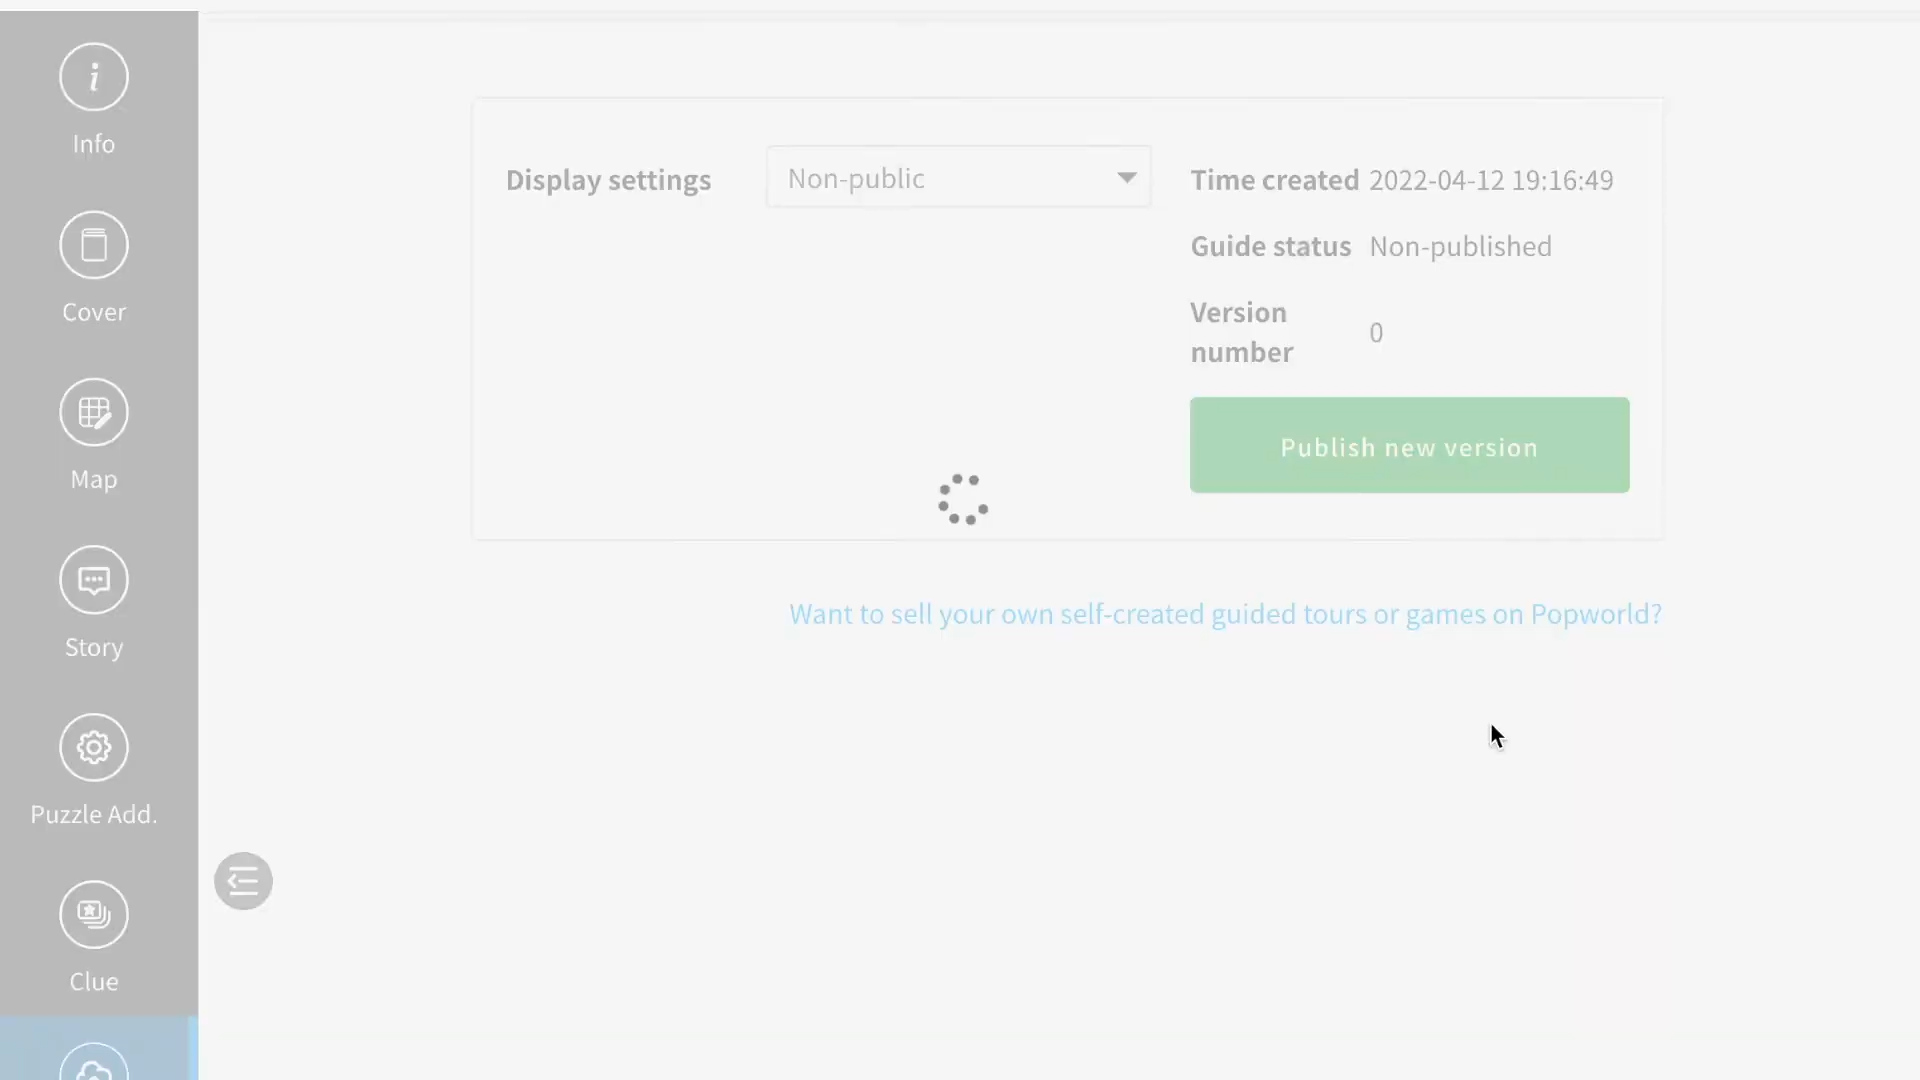 Info
Cover
Map
Story
Puzzle Add.
Clue
Display settings
Non-public
Time created 2022-04-12 19:16:49
Guide status Non-published
Version
number
0
Publish new version
Want to sell your own self-created guided tours or games on Popworld?